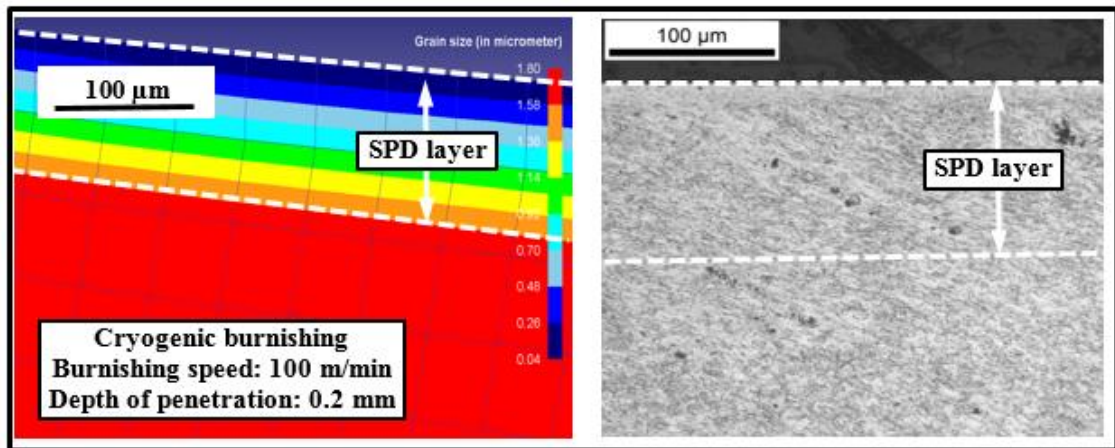 Grain size (in micrometer)
1.80
1.58
1.36
1.14
0.92
0.70
0.48
0.26
0.04
100 µm
SPD layer
Cryogenic burnishing
Burnishing speed: 100 m/min
Depth of penetration: 0.2 mm
100 µm
SPD layer